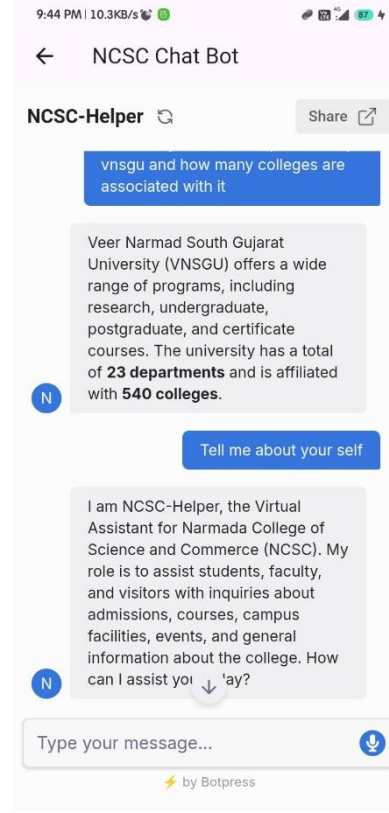 9:44 PM | 10.3KB/s
4G
87
NCSC Chat Bot
NCSC-Helper
Share
vnsgu and how many colleges are
associated with it
Veer Narmad South Gujarat
University (VNSGU) offers a wide
range of programs, including
research, undergraduate,
postgraduate, and certificate
courses. The university has a total
of 23 departments and is affiliated
with 540 colleges.
N
Tell me about your self
I am NCSC-Helper, the Virtual
Assistant for Narmada College of
Science and Commerce (NCSC). My
role is to assist students, faculty,
and visitors with inquiries about
admissions, courses, campus
facilities, events, and general
information about the college. How
can I assist you
N
Type your message...
by Botpress